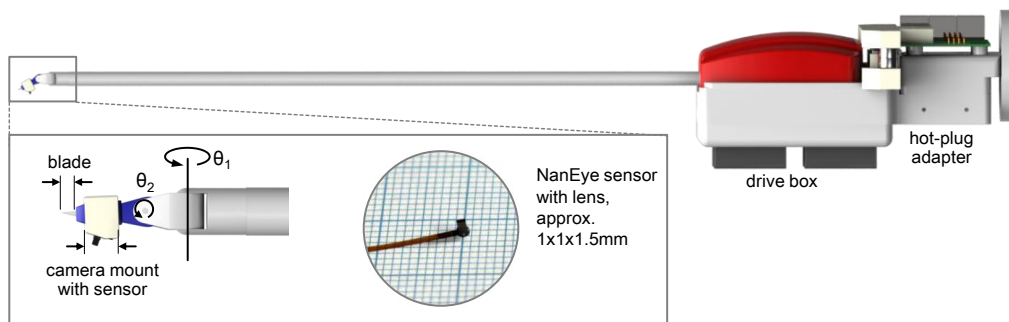 hot-plug
adapter
drive box
blade
θ1
θ2
camera mount
with sensor
NanEye sensor
with lens,
approx.
1x1x1.5mm